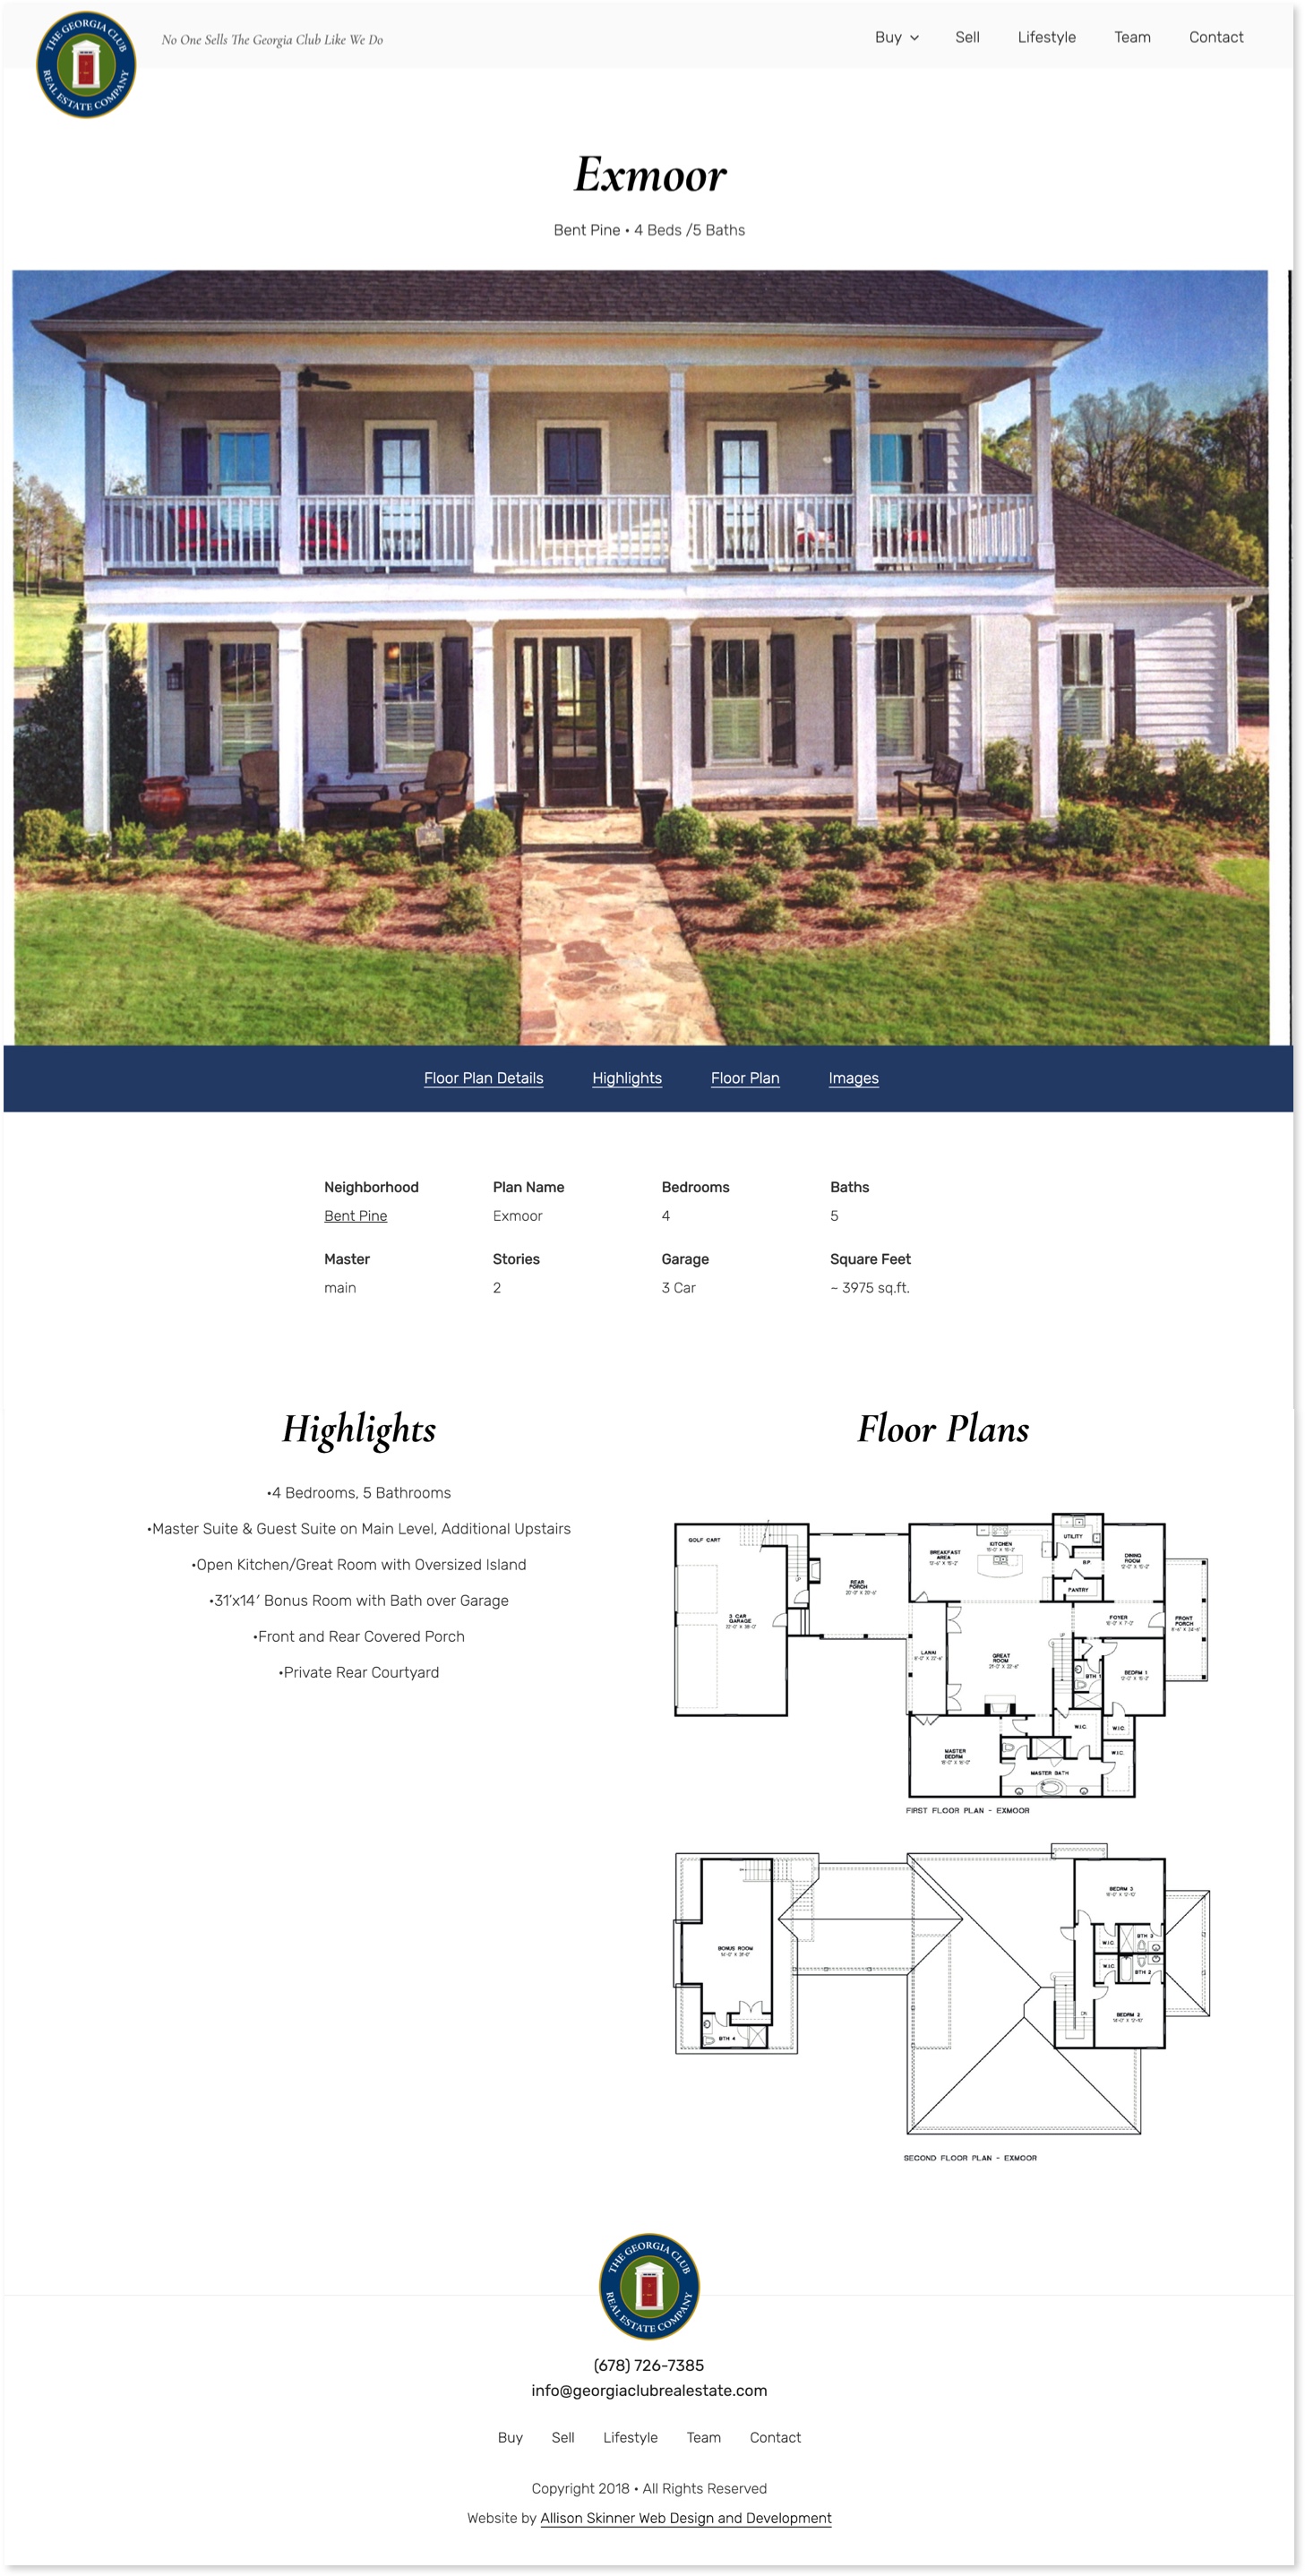 THE GEORGIA CLUB
REAL ESTATE COMPANY
No One Sells The Georgia Club Like We Do
Buy Sell Lifestyle Team Contact
Exmoor
Bent Pine • 4 Beds /5 Baths
Floor Plan Details Highlights Floor Plan Images
Neighborhood Plan Name Bedrooms Baths
Bent Pine Exmoor 4 5
Master Stories Garage Square Feet
main 2 3 Car ~ 3975 sq.ft.
Highlights
•4 Bedrooms, 5 Bathrooms
•Master Suite & Guest Suite on Main Level, Additional Upstairs
•Open Kitchen/Great Room with Oversized Island
•31’x14′ Bonus Room with Bath over Garage
•Front and Rear Covered Porch
•Private Rear Courtyard
Floor Plans
GOLF CART
UTILITY
KITCHEN
BREAKFAST
AREA
DINING
ROOM
B.P.
PANTRY
REAR
PORCH
3 CAR
GARAGE
FOYER
FRONT
PORCH
LANAI
GREAT
ROOM
BTH 1
BEDRM 1
W.I.C.
W.I.C.
W.I.C.
MASTER
BEDRM
MASTER BATH
FIRST FLOOR PLAN - EXMOOR
BEDRM 3
BONUS ROOM
W.I.C.
BTH 3
W.I.C.
BTH 2
BEDRM 2
DN
BTH 4
SECOND FLOOR PLAN - EXMOOR
THE GEORGIA CLUB
REAL ESTATE COMPANY
(678) 726-7385
info@georgiaclubrealestate.com
Buy Sell Lifestyle Team Contact
Copyright 2018 • All Rights Reserved
Website by Allison Skinner Web Design and Development